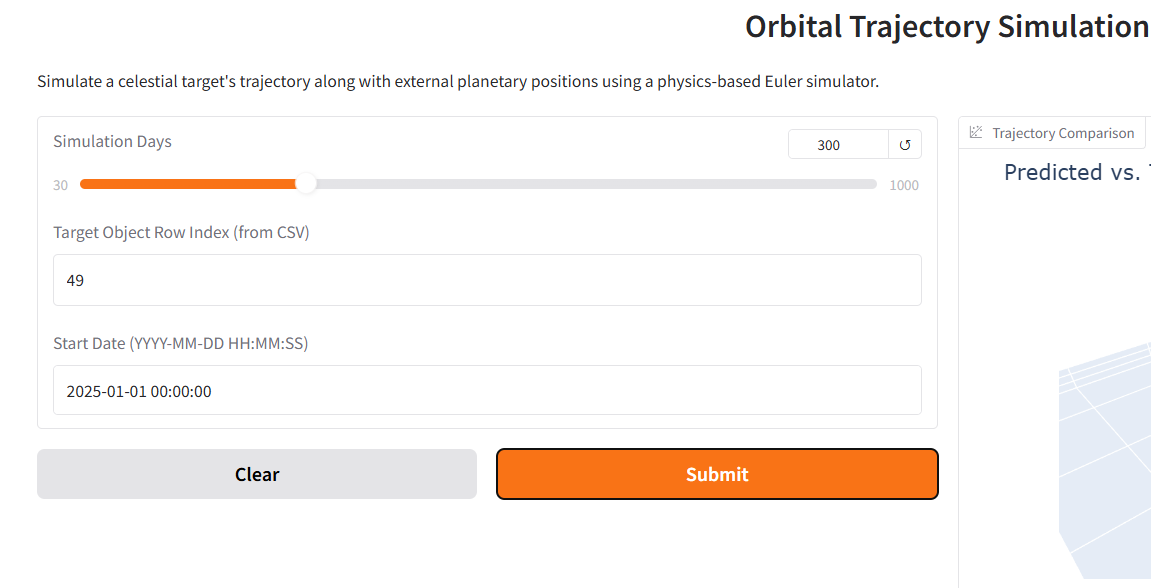 Orbital Trajectory Simulation
Simulate a celestial target's trajectory along with external planetary positions using a physics-based Euler simulator.
Simulation Days
300
↺
30
1000
Target Object Row Index (from CSV)
49
Start Date (YYYY-MM-DD HH:MM:SS)
2025-01-01 00:00:00
Clear
Submit
Trajectory Comparison
Predicted vs.